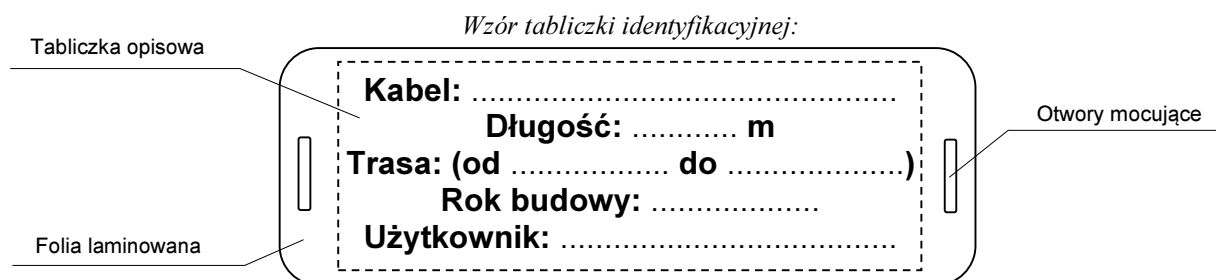 Wzór tabliczki identyfikacyjnej:
Tabliczka opisowa
Kabel: ................................................
Długość: ............ m
Otwory mocujące
Trasa: (od .................. do ....................)
Rok budowy: ...................
Folia laminowana
Użytkownik: ......................................